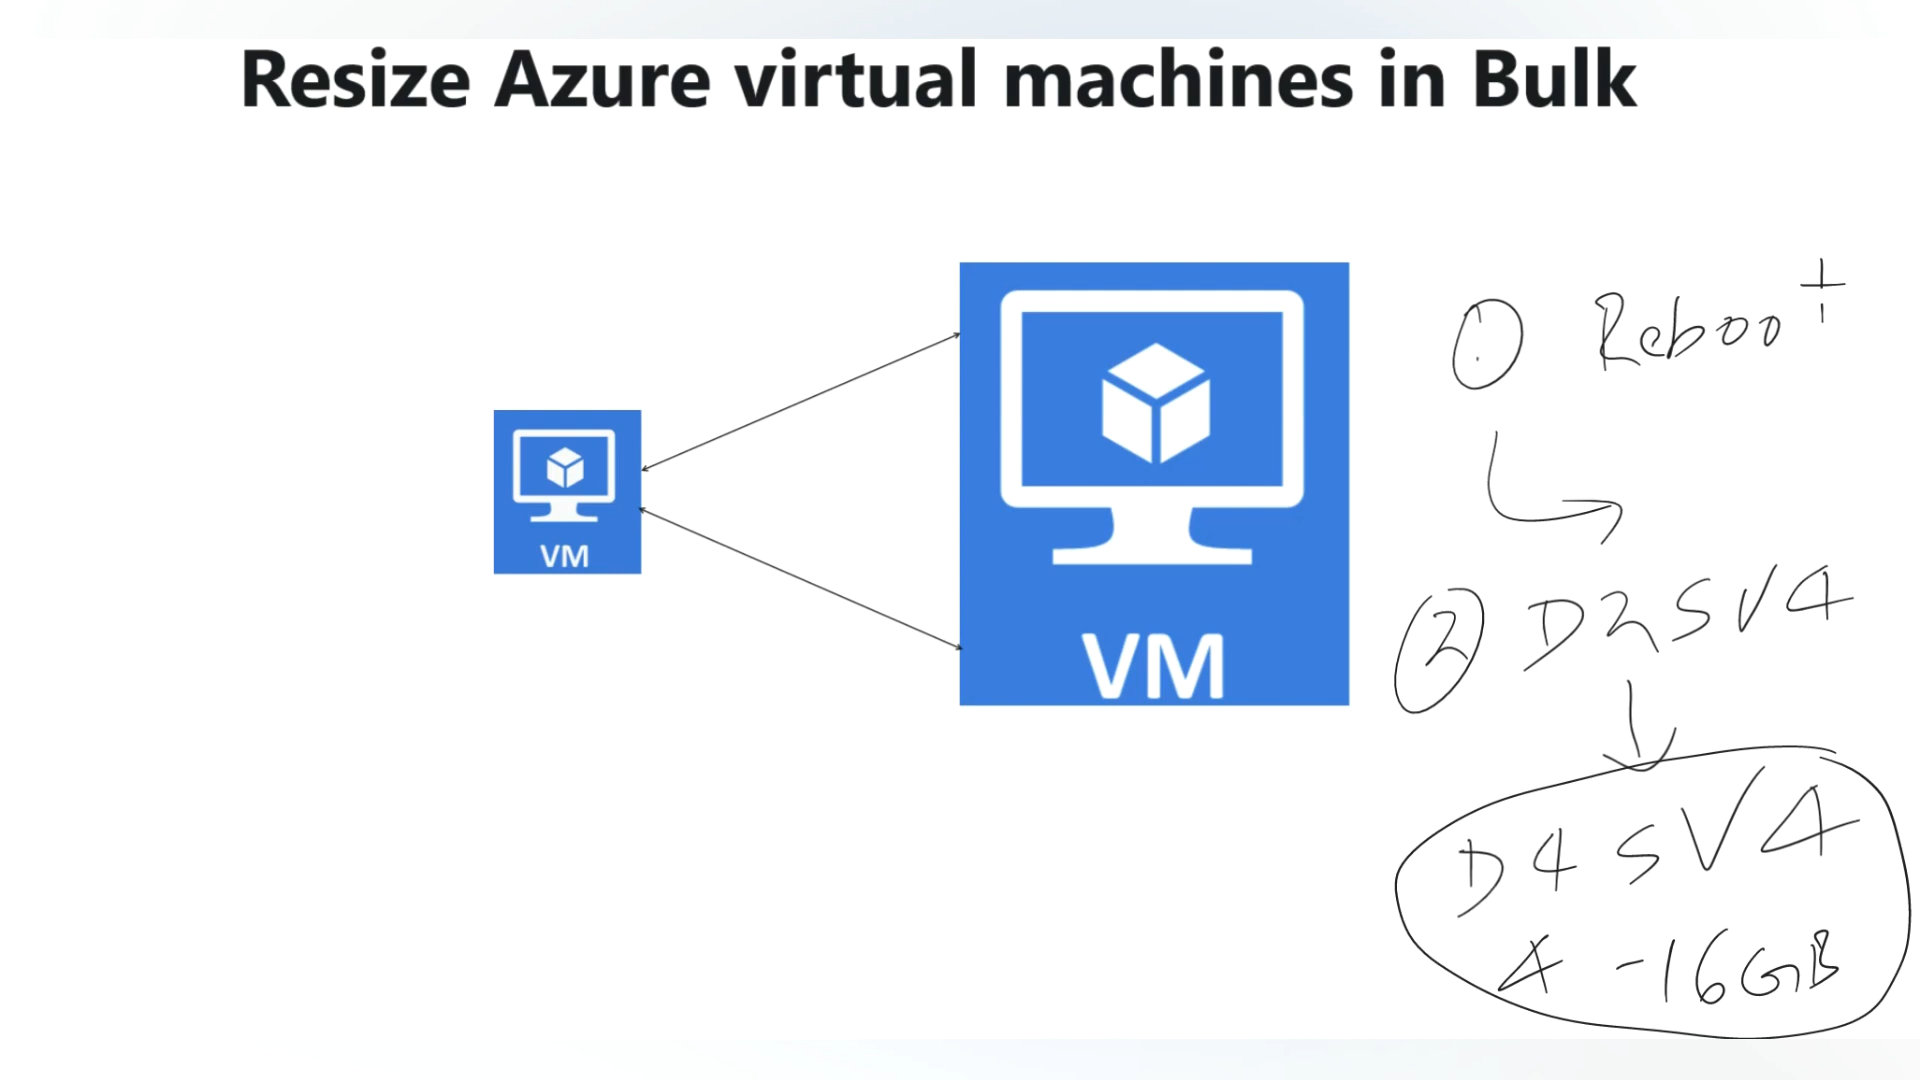 Resize Azure virtual machines in Bulk
VM
VM
1 Reboot
2 D2SV4
D4SV4
4 -16GB